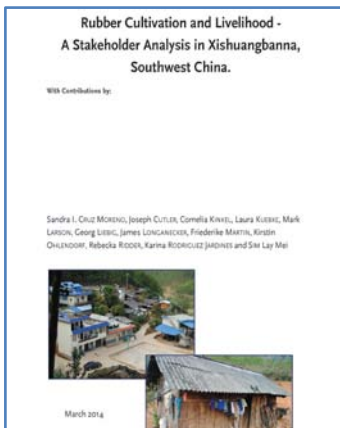 Rubber Cultivation and Livelihood -
A Stakeholder Analysis in Xishuangbanna,
Southwest China.
With Contributions by:
Sandra I. CRUZ MORENO, Joseph CUTLER, Cornelia KINKEL, Laura KUEBKE, Mark
LARSON, Georg LIEBIG, James LONGANECKER, Friederike MARTIN, Kirstin
OHLENDORF, Rebecka RIDDER, Karina RODRIGUEZ JARDINES and SIM Lay Mei
March 2014